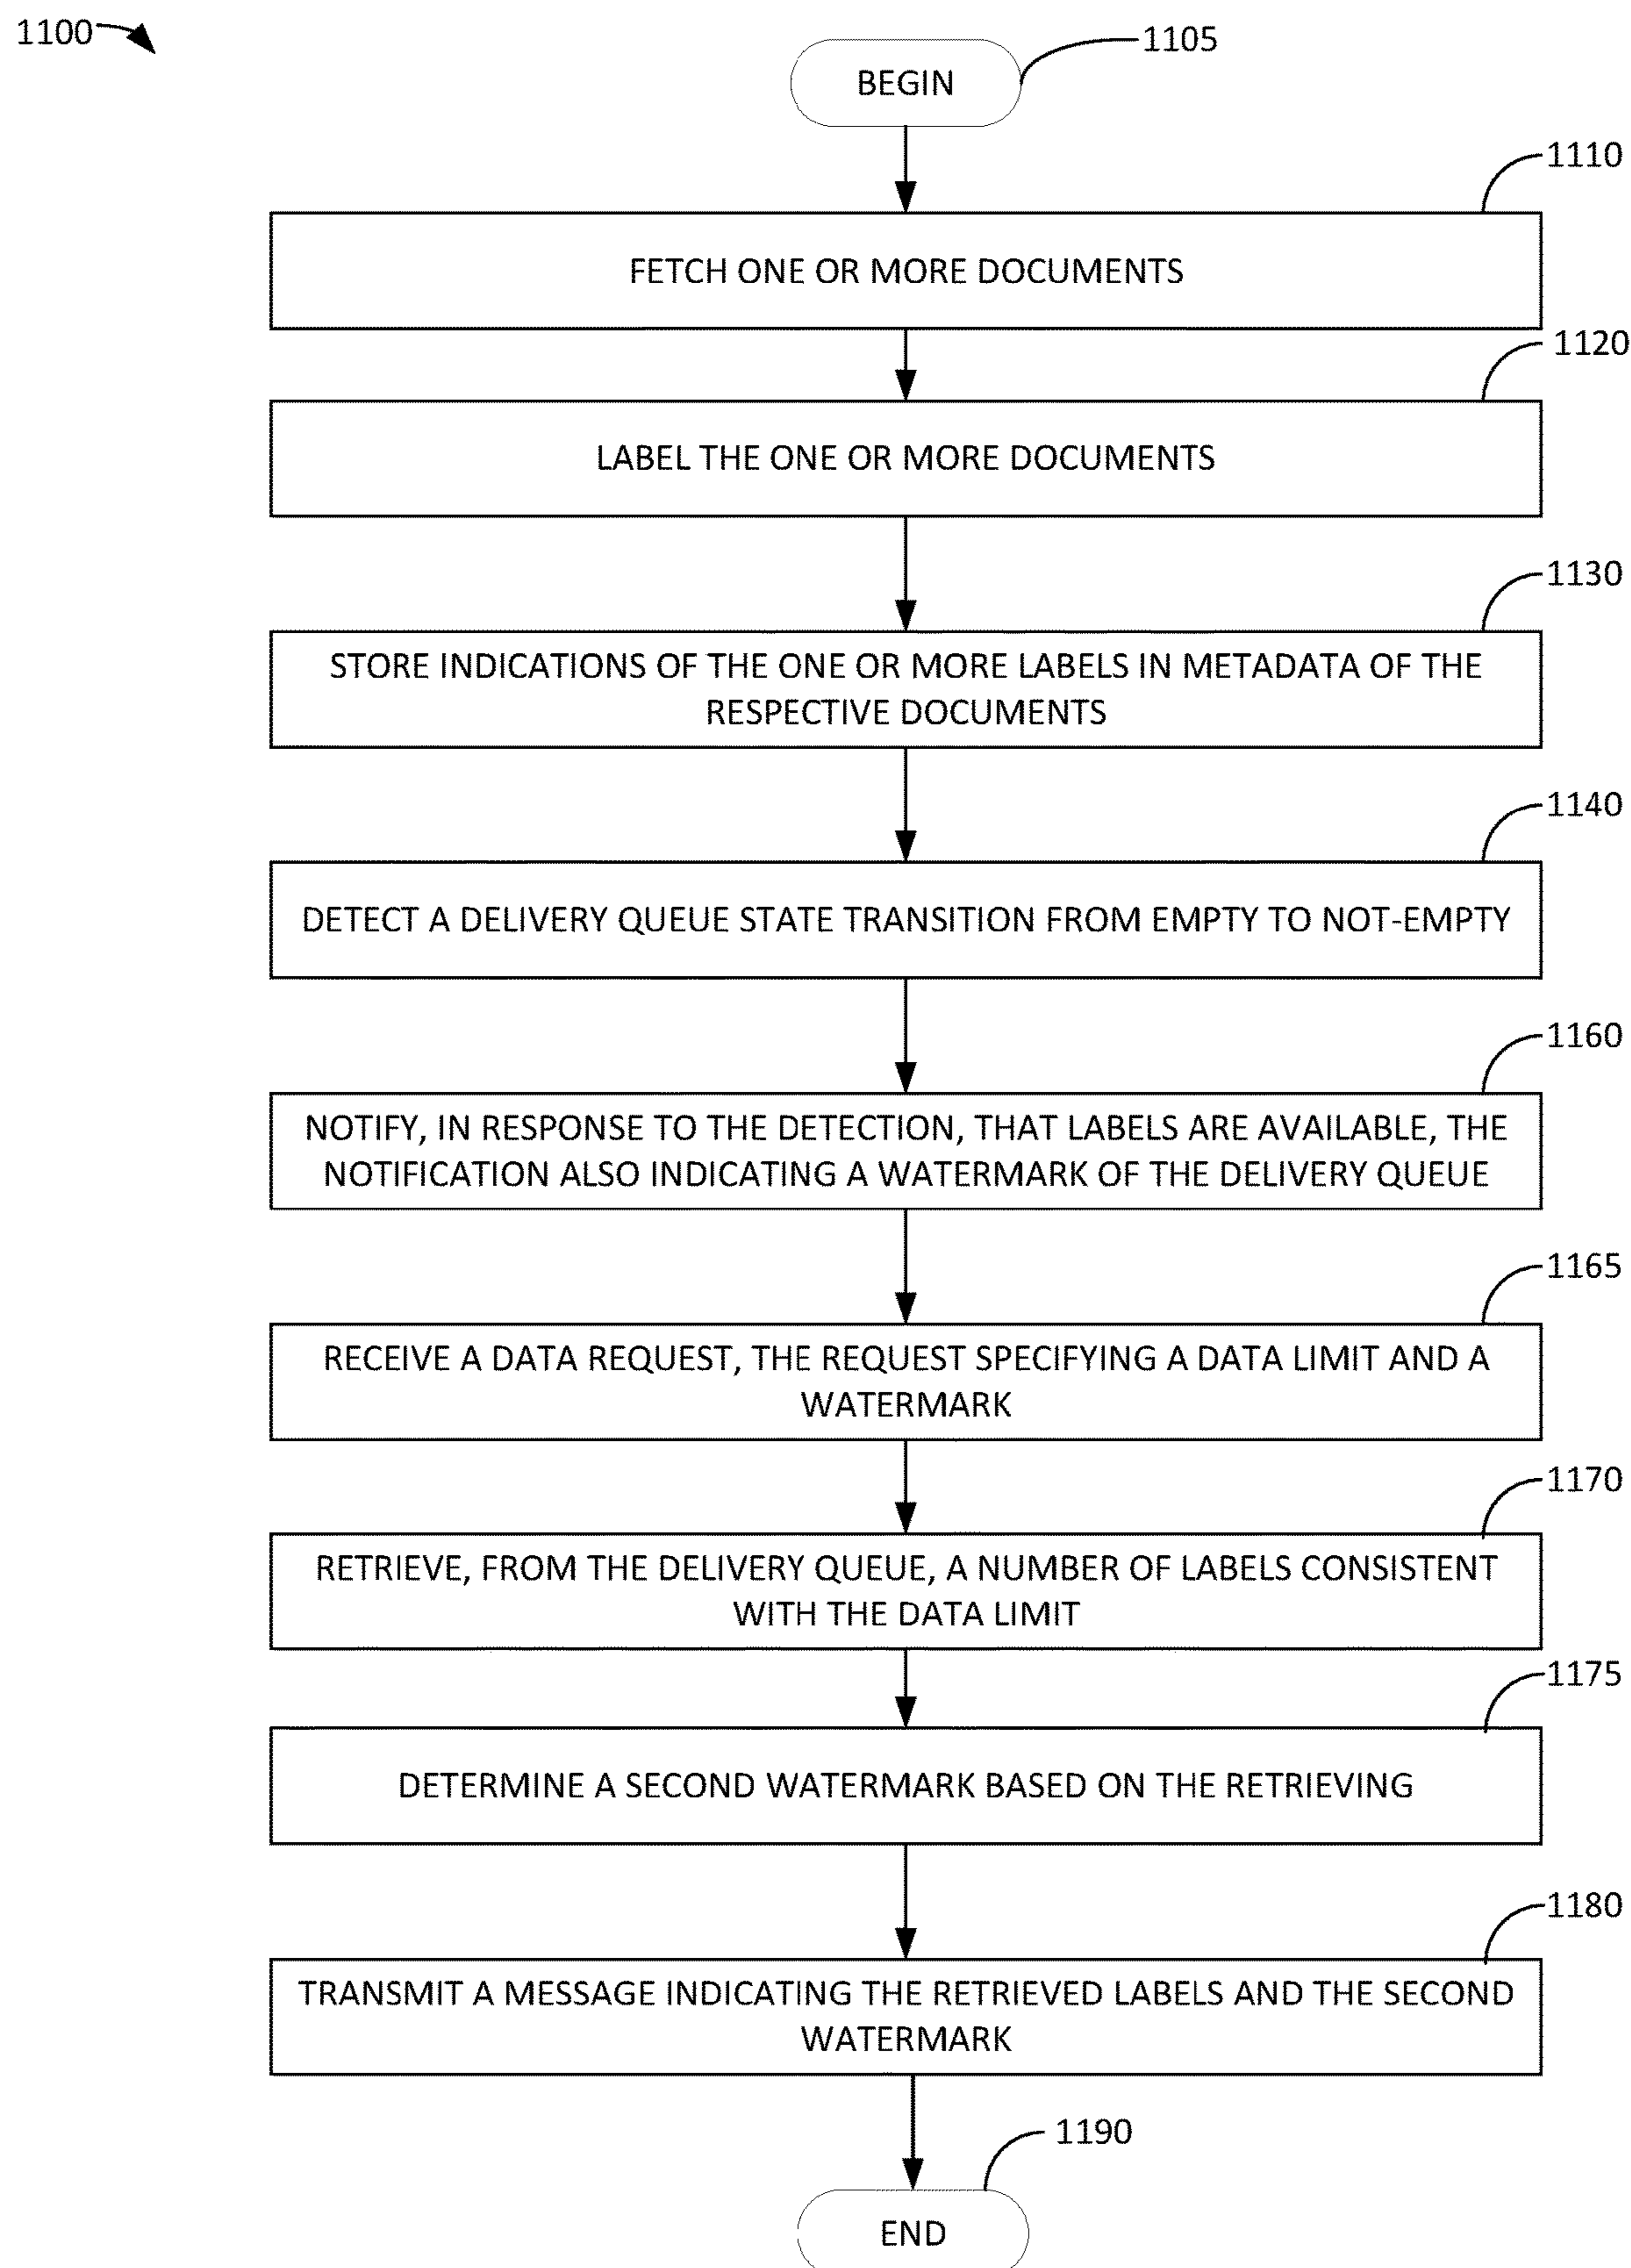 1100
BEGIN
1105
1110
FETCH ONE OR MORE DOCUMENTS
1120
LABEL THE ONE OR MORE DOCUMENTS
1130
STORE INDICATIONS OF THE ONE OR MORE LABELS IN METADATA OF THE
RESPECTIVE DOCUMENTS
1140
DETECT A DELIVERY QUEUE STATE TRANSITION FROM EMPTY TO NOT-EMPTY
1160
NOTIFY, IN RESPONSE TO THE DETECTION, THAT LABELS ARE AVAILABLE, THE
NOTIFICATION ALSO INDICATING A WATERMARK OF THE DELIVERY QUEUE
1165
RECEIVE A DATA REQUEST, THE REQUEST SPECIFYING A DATA LIMIT AND A
WATERMARK
1170
RETRIEVE, FROM THE DELIVERY QUEUE, A NUMBER OF LABELS CONSISTENT
WITH THE DATA LIMIT
1175
DETERMINE A SECOND WATERMARK BASED ON THE RETRIEVING
1180
TRANSMIT A MESSAGE INDICATING THE RETRIEVED LABELS AND THE SECOND
WATERMARK
1190
END